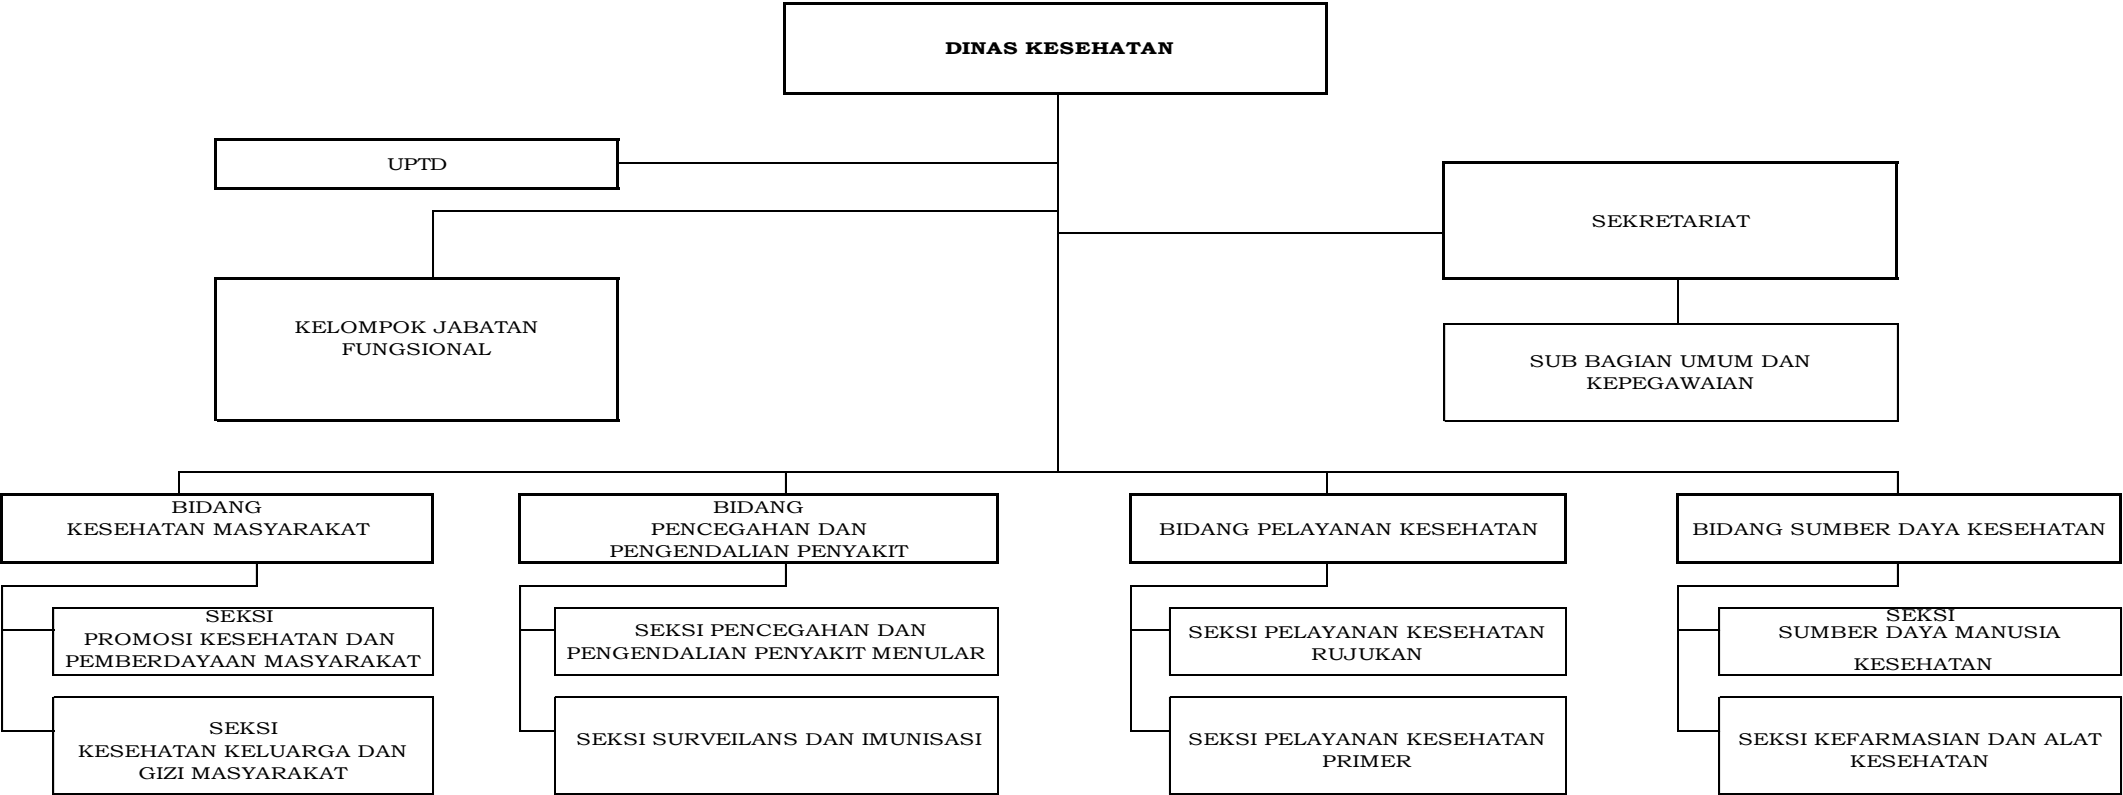 DINAS KESEHATAN
UPTD
SEKRETARIAT
KELOMPOK JABATAN
FUNGSIONAL
SUB BAGIAN UMUM DAN
KEPEGAWAIAN
BIDANG
KESEHATAN MASYARAKAT
BIDANG
PENCEGAHAN DAN
PENGENDALIAN PENYAKIT
BIDANG PELAYANAN KESEHATAN
BIDANG SUMBER DAYA KESEHATAN
SEKSI
PROMOSI KESEHATAN DAN
PEMBERDAYAAN MASYARAKAT
SEKSI PENCEGAHAN DAN
PENGENDALIAN PENYAKIT MENULAR
SEKSI PELAYANAN KESEHATAN
RUJUKAN
SEKSI
SUMBER DAYA MANUSIA
KESEHATAN
SEKSI
KESEHATAN KELUARGA DAN
GIZI MASYARAKAT
SEKSI SURVEILANS DAN IMUNISASI
SEKSI PELAYANAN KESEHATAN
PRIMER
SEKSI KEFARMASIAN DAN ALAT
KESEHATAN